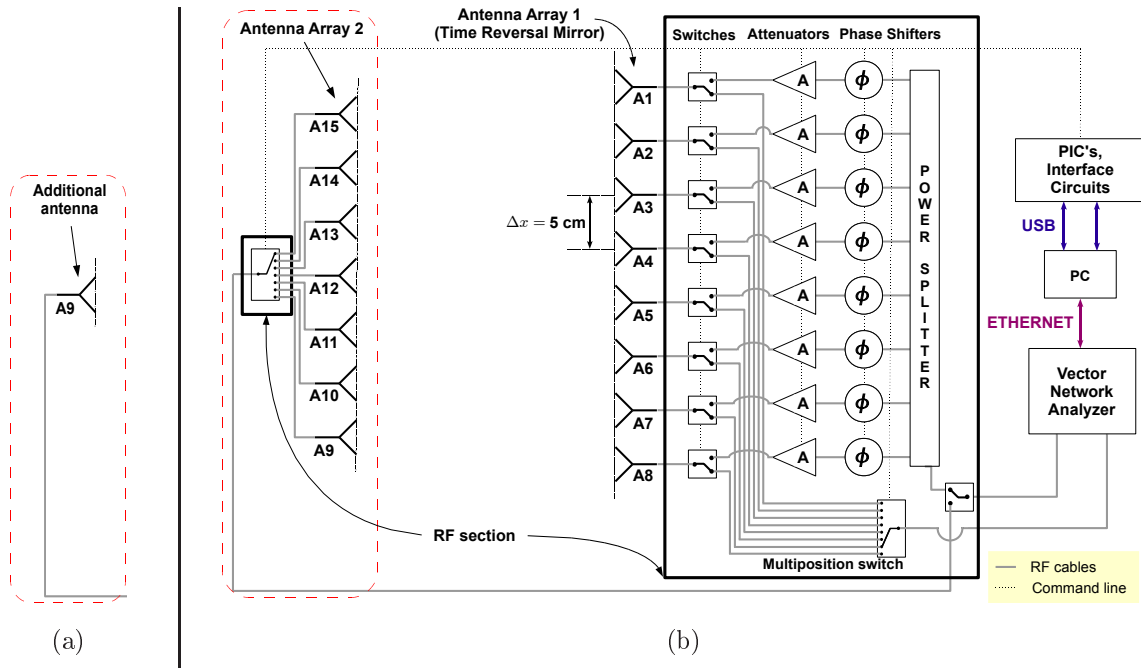 Additional
antenna
A9
(a)
Antenna Array 2
A15
A14
A13
A12
A11
A10
A9
Antenna Array 1
(Time Reversal Mirror)
A1
A2
A3
A4
A5
A6
A7
A8
Δx = 5 cm
RF section
Switches
Attenuators
Phase Shifters
A
ϕ
A
ϕ
A
ϕ
A
ϕ
A
ϕ
A
ϕ
A
ϕ
A
ϕ
POWER SPLITTER
Multiposition switch
PIC's,
Interface
Circuits
USB
PC
ETHERNET
Vector
Network
Analyzer
RF cables
Command line
(b)